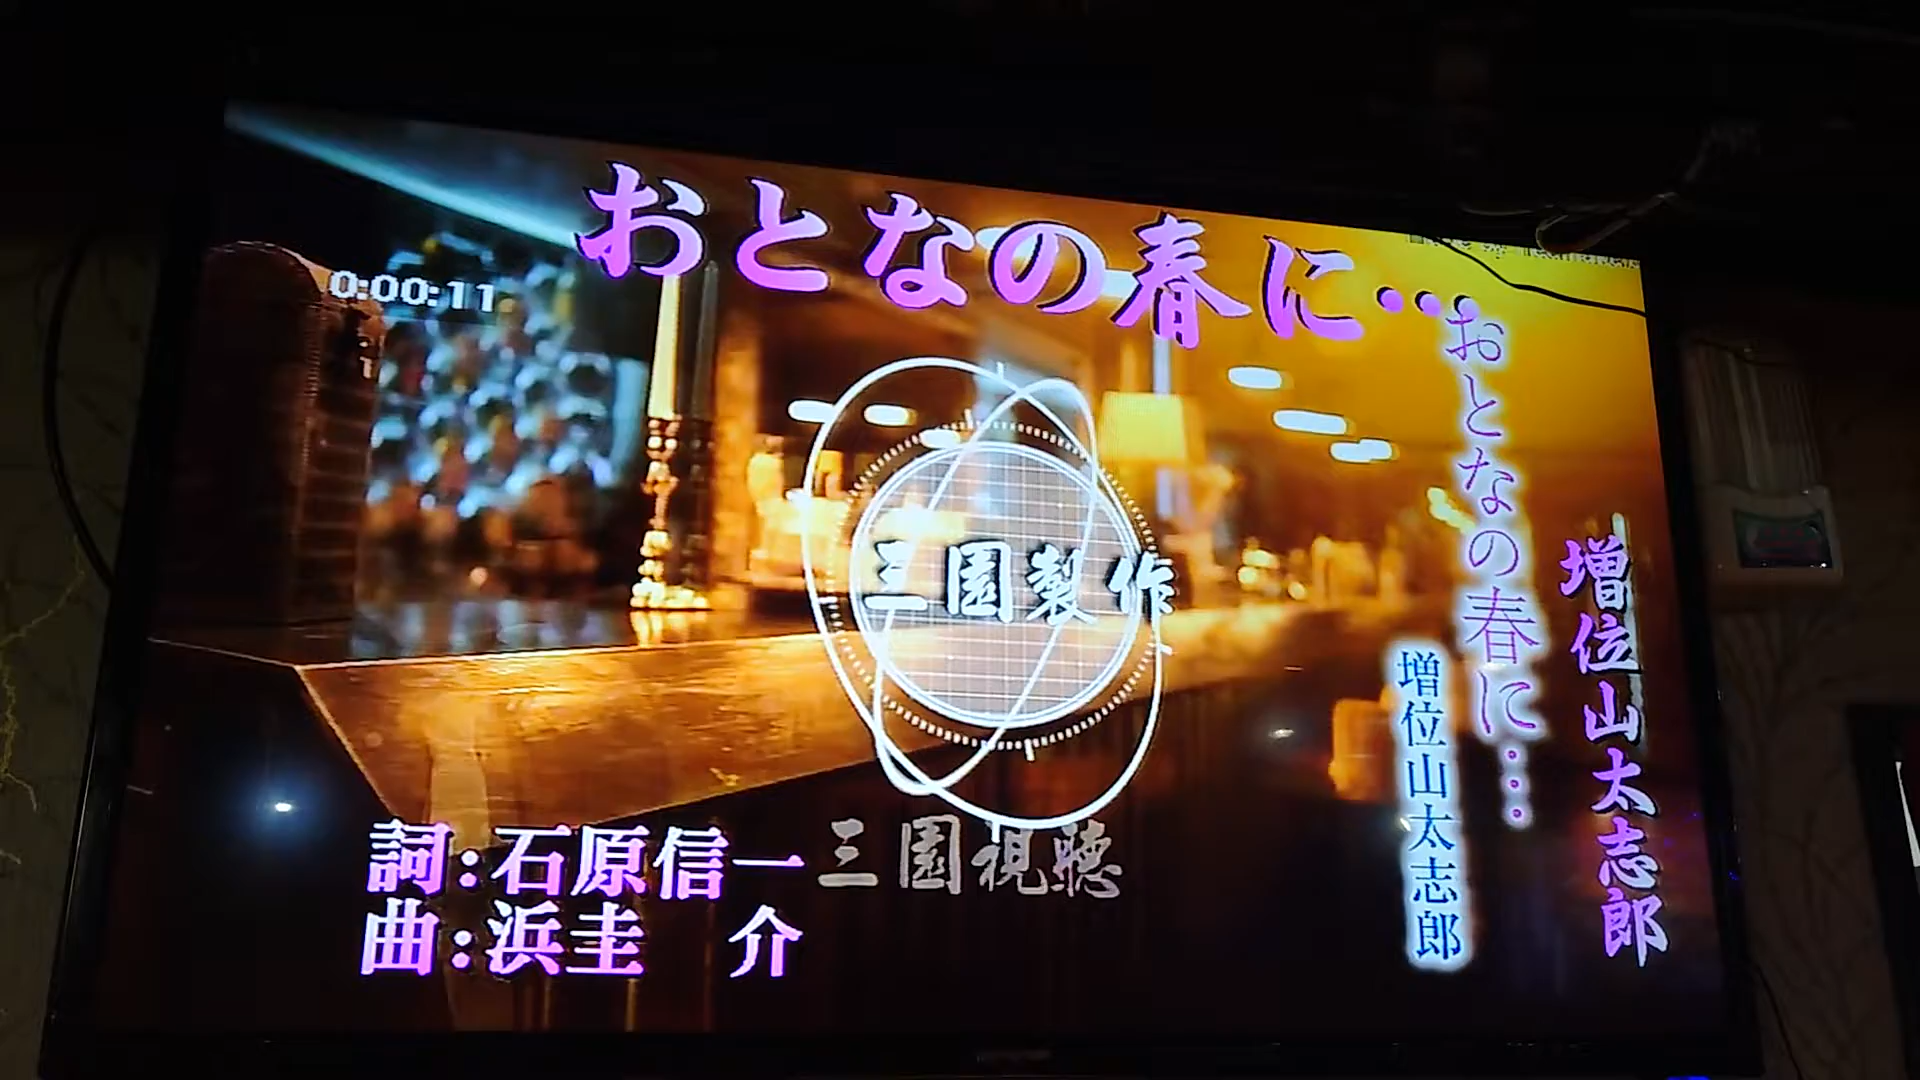 おとなの春に…
0:00:11
おとなの春に…
増位山太志郎
増位山太志郎
三園製作
三園視聴
詞:石原信一
曲:浜圭 介